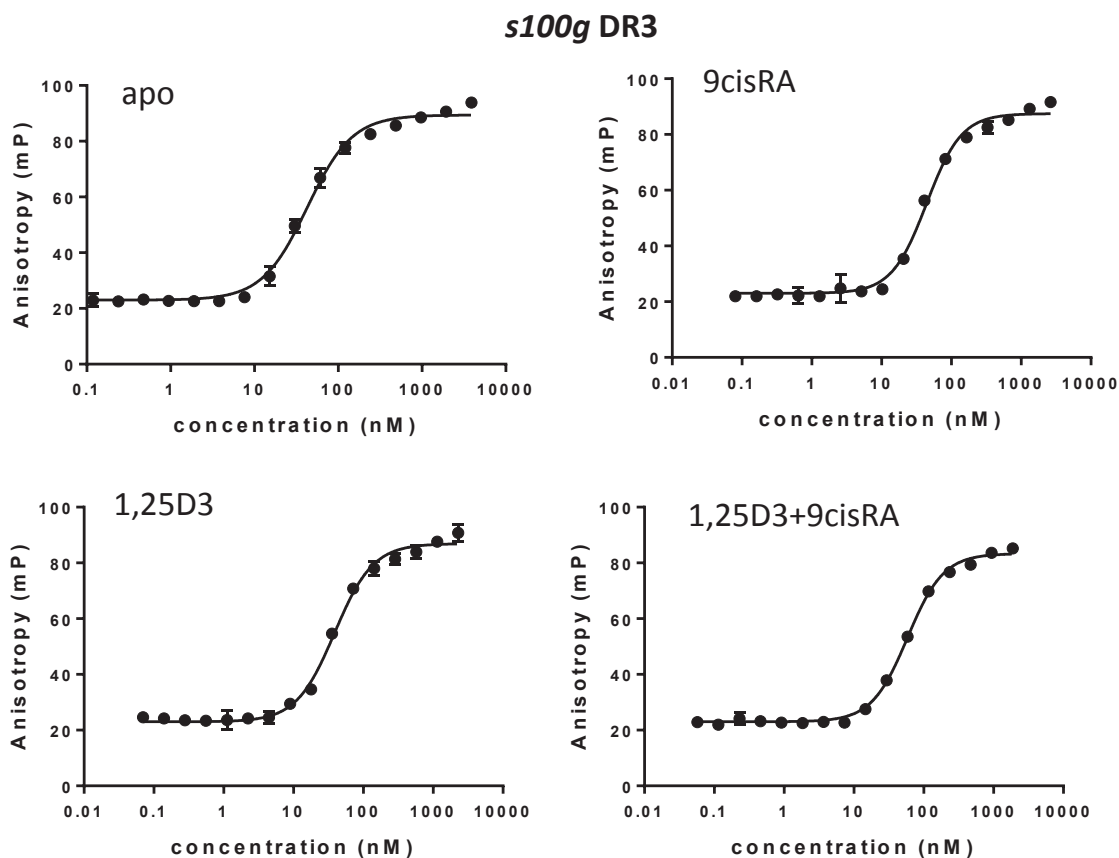 s100g DR3
apo
Anisotropy (mP)
100
80
60
40
20
0
0.1 1 10 100 1000 10000
concentration (nM)
9cisRA
Anisotropy (mP)
100
80
60
40
20
0
0.01 0.1 1 10 100 1000 10000
concentration (nM)
1,25D3
Anisotropy (mP)
100
80
60
40
20
0
0.01 0.1 1 10 100 1000 10000
concentration (nM)
1,25D3+9cisRA
Anisotropy (mP)
100
80
60
40
20
0
0.01 0.1 1 10 100 1000 10000
concentration (nM)